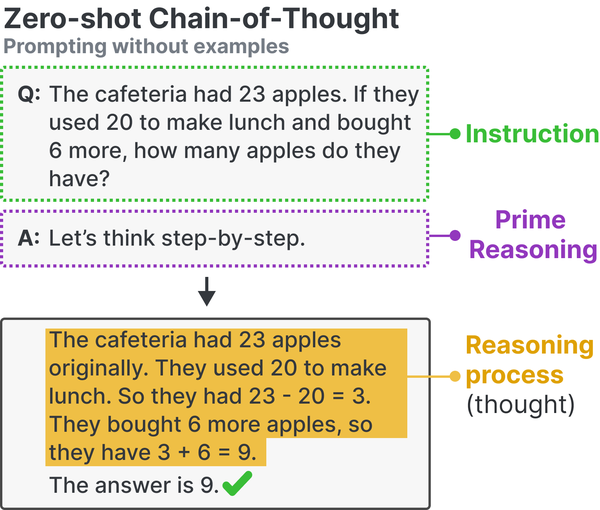 Zero-shot Chain-of-Thought
Prompting without examples
Q: The cafeteria had 23 apples. If they
used 20 to make lunch and bought
6 more, how many apples do they
have?
Instruction
A: Let’s think step-by-step.
Prime
Reasoning
The cafeteria had 23 apples
originally. They used 20 to make
lunch. So they had 23 - 20 = 3.
They bought 6 more apples, so
they have 3 + 6 = 9.
The answer is 9.
Reasoning
process
(thought)